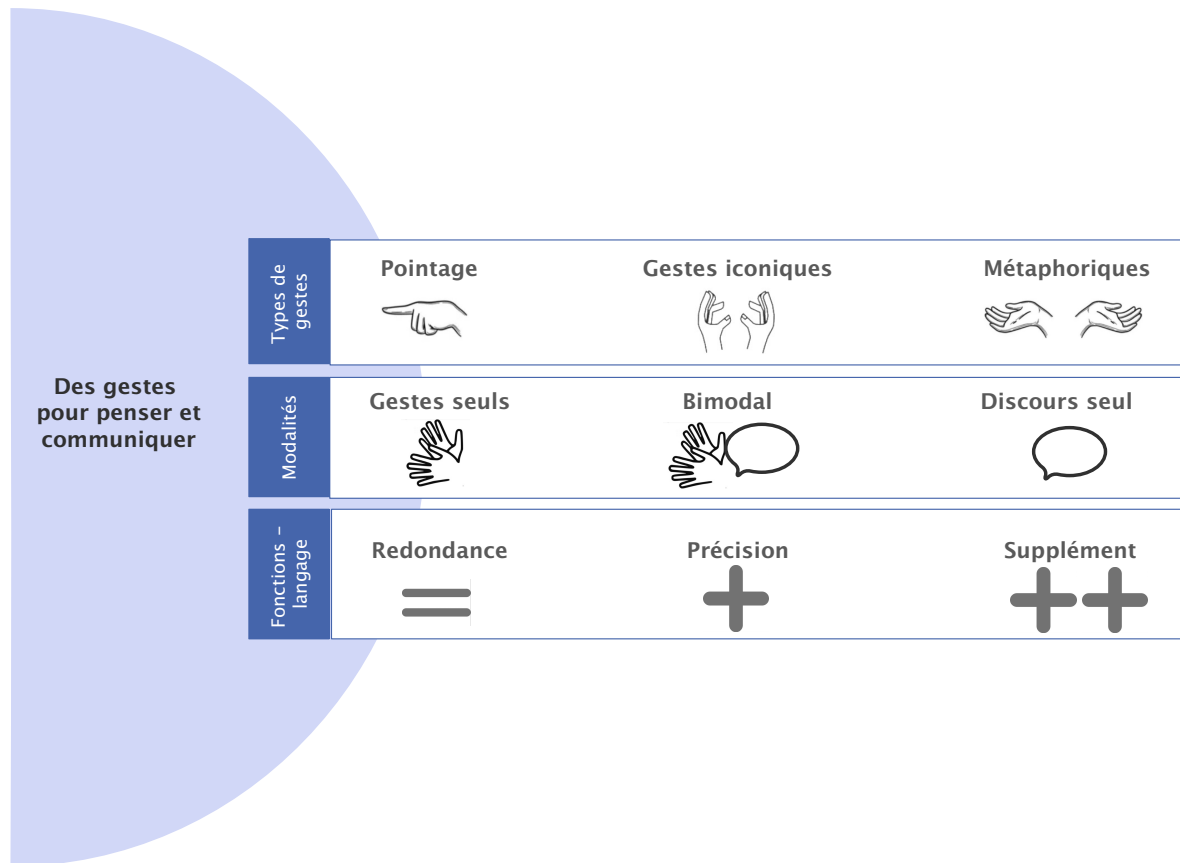 Des gestes
pour penser et
communiquer
Types de
gestes
Pointage
Gestes iconiques
Métaphoriques
Modalités
Gestes seuls
Bimodal
Discours seul
Fonctions –
langage
Redondance
Précision
Supplément